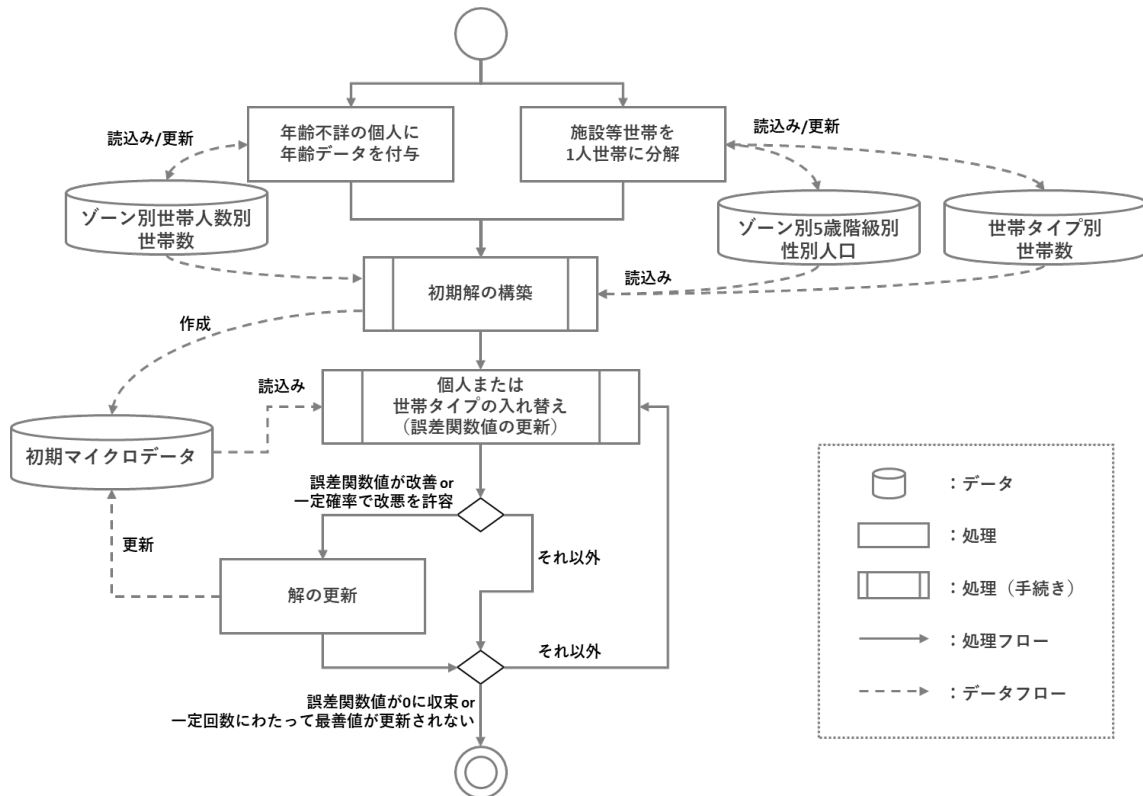 年齢不詳の個人に
年齢データを付与
施設等世帯を
1人世帯に分解
読込み/更新
読込み/更新
ゾーン別世帯人数別
世帯数
ゾーン別5歳階級別
性別人口
世帯タイプ別
世帯数
読込み
初期解の構築
作成
読込み
個人または
世帯タイプの入れ替え
（誤差関数値の更新）
初期マイクロデータ
誤差関数値が改善 or
一定確率で改悪を許容
更新
それ以外
解の更新
それ以外
誤差関数値が0に収束 or
一定回数にわたって最善値が更新されない
：データ
：処理
：処理（手続き）
：処理フロー
：データフロー